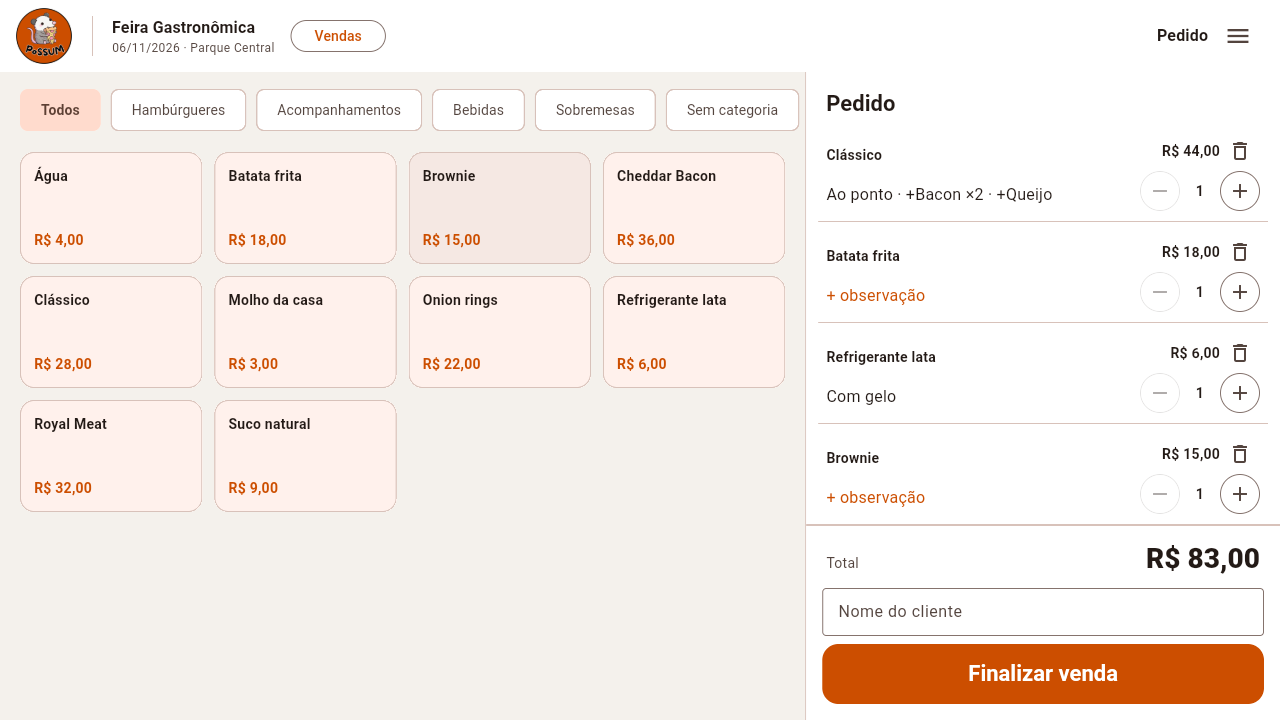 PoSSUM
Feira Gastronômica
06/11/2026 · Parque Central
Vendas
Pedido
Todos
Hambúrgueres
Acompanhamentos
Bebidas
Sobremesas
Sem categoria
Água
R$ 4,00
Batata frita
R$ 18,00
Brownie
R$ 15,00
Cheddar Bacon
R$ 36,00
Clássico
R$ 28,00
Molho da casa
R$ 3,00
Onion rings
R$ 22,00
Refrigerante lata
R$ 6,00
Royal Meat
R$ 32,00
Suco natural
R$ 9,00
Pedido
Clássico
R$ 44,00
Ao ponto · +Bacon ×2 · +Queijo
1
Batata frita
R$ 18,00
+ observação
1
Refrigerante lata
R$ 6,00
Com gelo
1
Brownie
R$ 15,00
+ observação
1
Total
R$ 83,00
Nome do cliente
Finalizar venda